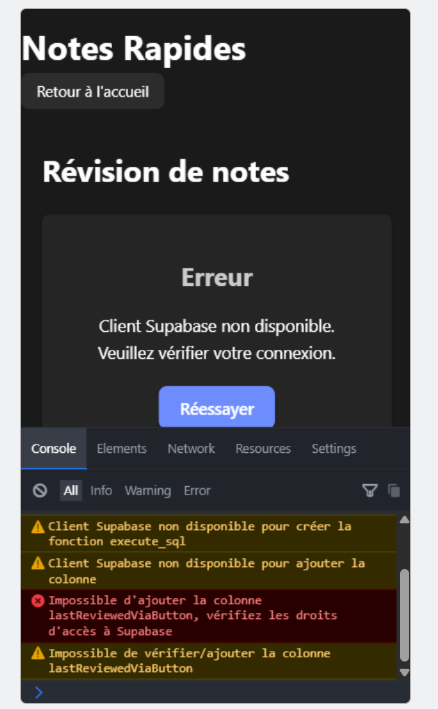 Notes Rapides
Retour à l'accueil
Révision de notes
Erreur
Client Supabase non disponible.
Veuillez vérifier votre connexion.
Réessayer
Console Elements Network Resources Settings
All Info Warning Error
Client Supabase non disponible pour créer la
fonction execute_sql
Client Supabase non disponible pour ajouter la
colonne
Impossible d'ajouter la colonne
lastReviewedViaButton, vérifiez les droits
d'accès à Supabase
Impossible de vérifier/ajouter la colonne
lastReviewedViaButton